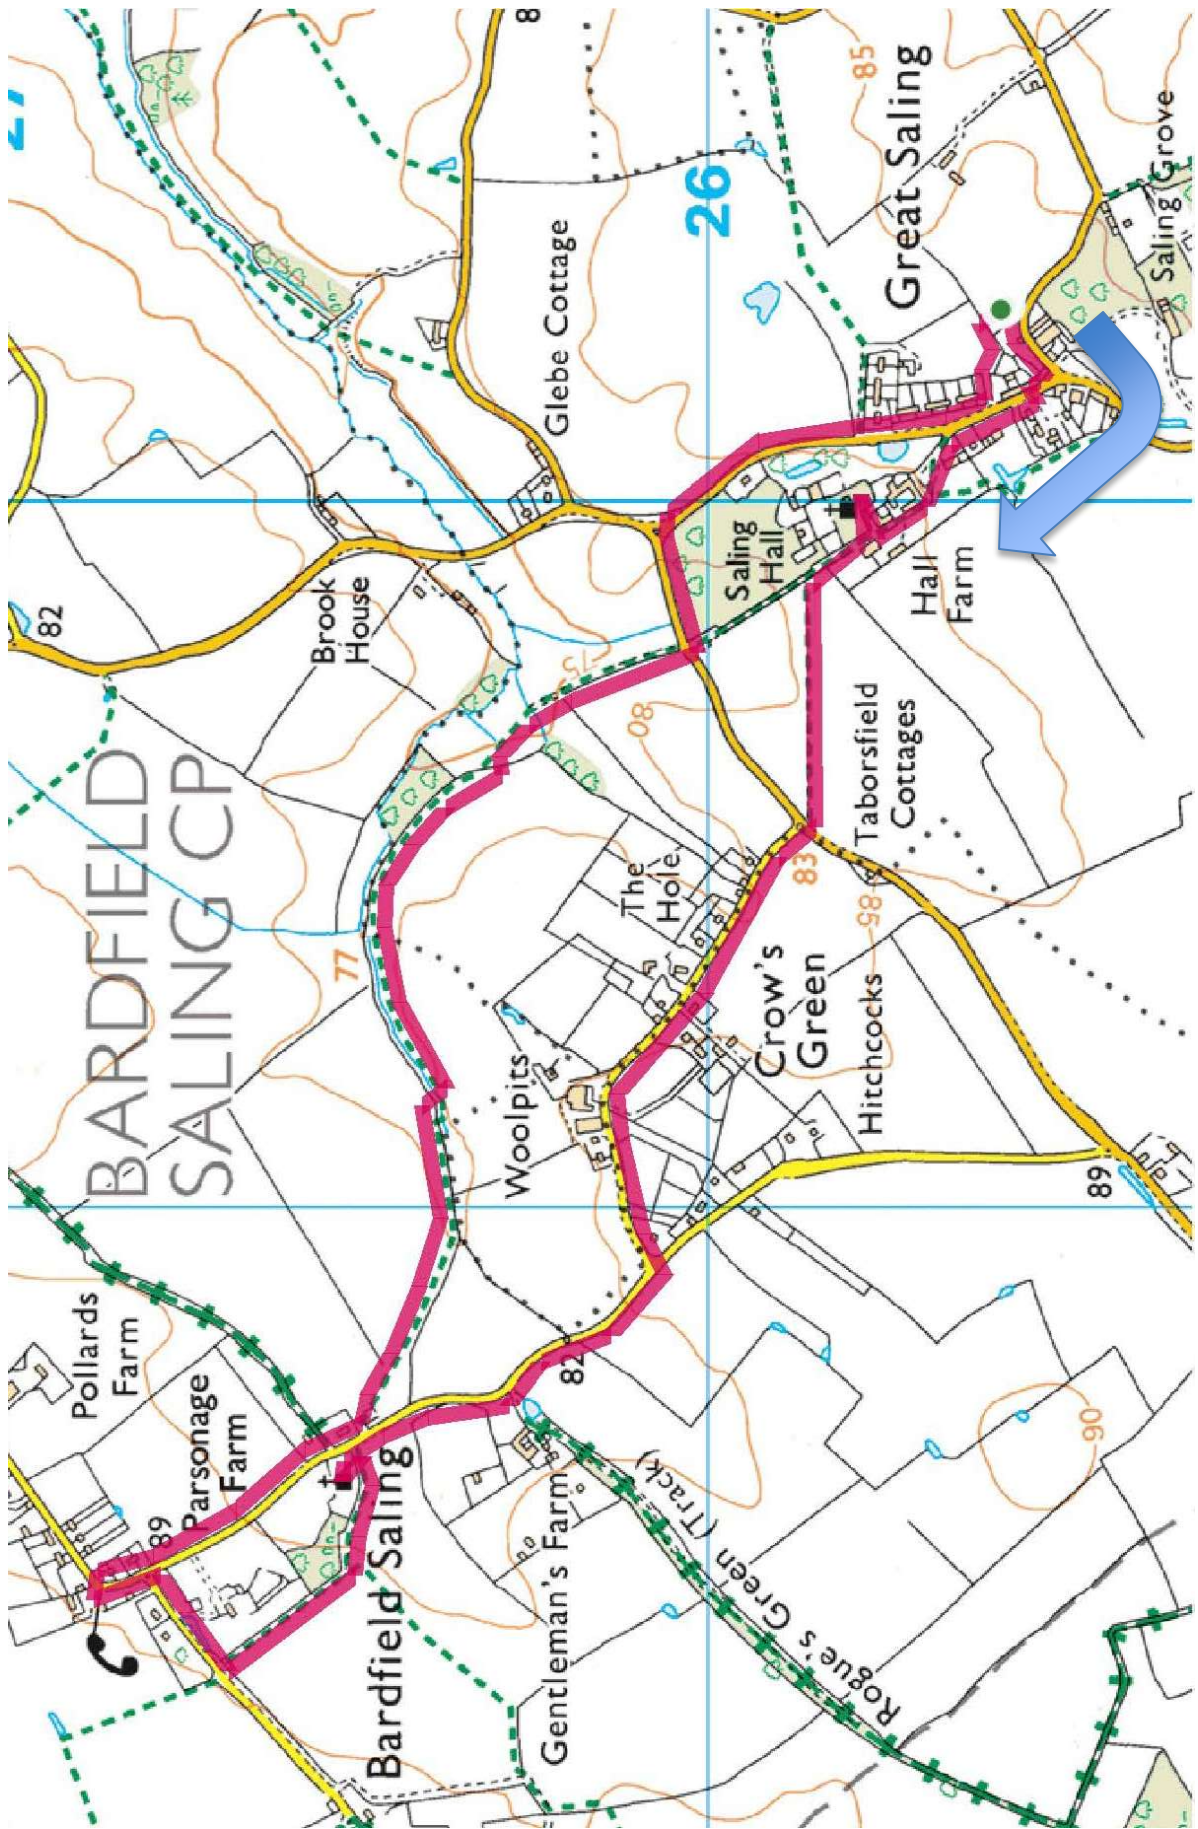 27
8
82
85
Great Saling
26
Saling Grove
Glebe Cottage
Brook
House
Saling
Hall
Hall
Farm
75
80
BARDFIELD
SALING CP
77
The
Hole
Taborsfield
Cottages
83
85
Crow's
Green
Hitchcocks
Woolpits
89
82
Pollards
Farm
Parsonage
Farm
89
Bardfield Saling
Gentleman's Farm
Rogue's Green (Track)
90